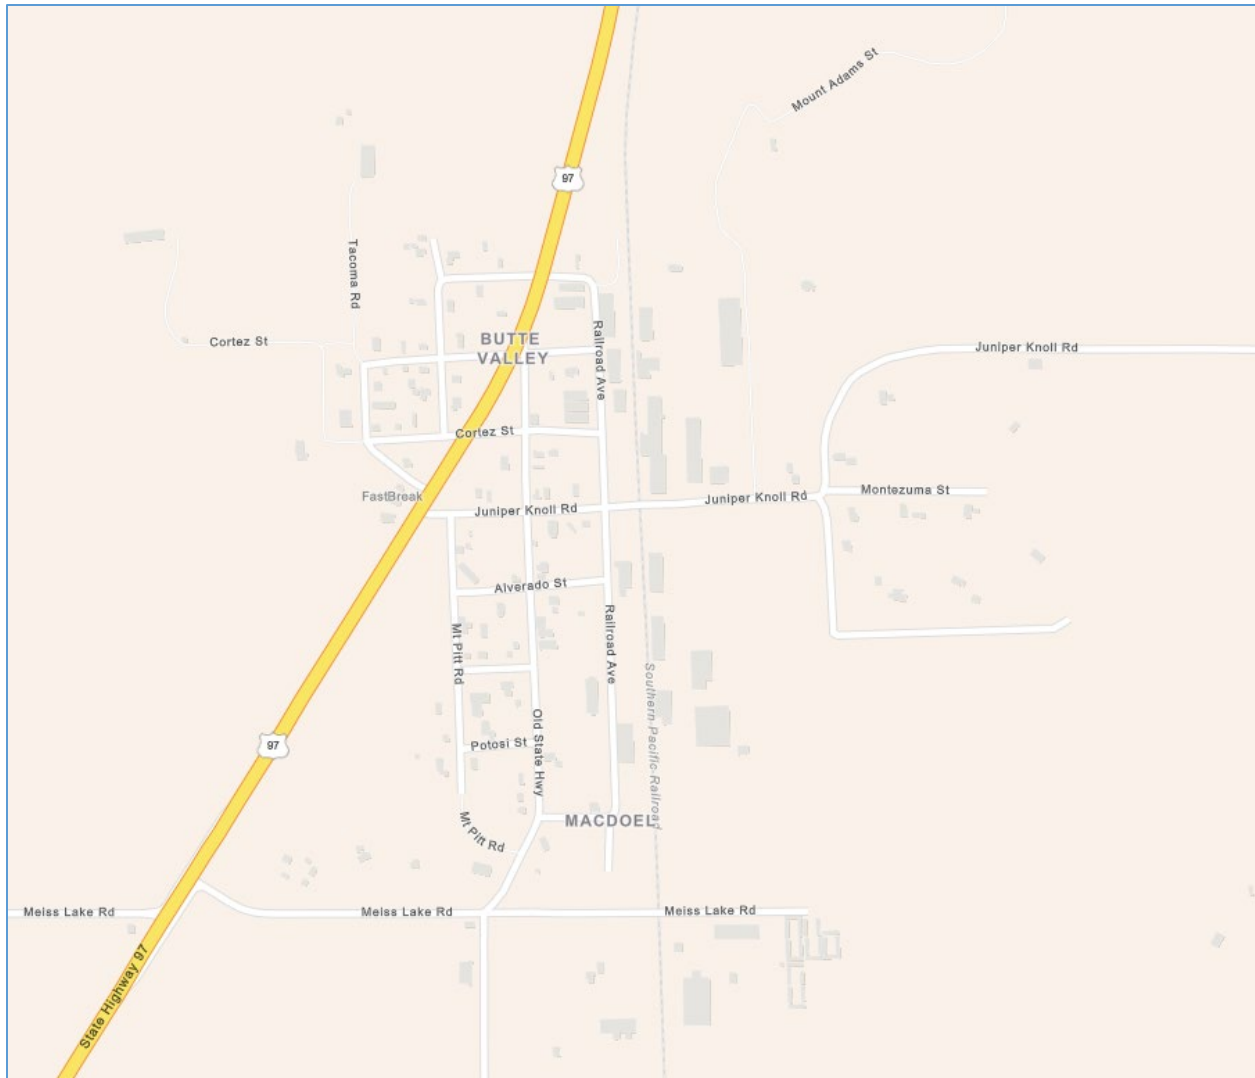 Mount Adams St
97
Tacoma Rd
Cortez St
BUTTE
VALLEY
Railroad Ave
Juniper Knoll Rd
Cortez St
FastBreak
Juniper Knoll Rd
Juniper Knoll Rd
Montezuma St
Alverado St
Mt Pitt Rd
Railroad Ave
Southern Pacific Railroad
Old State Hwy
97
Potosi St
Mt Pitt Rd
MACDOEL
Meiss Lake Rd
Meiss Lake Rd
Meiss Lake Rd
State Highway 97